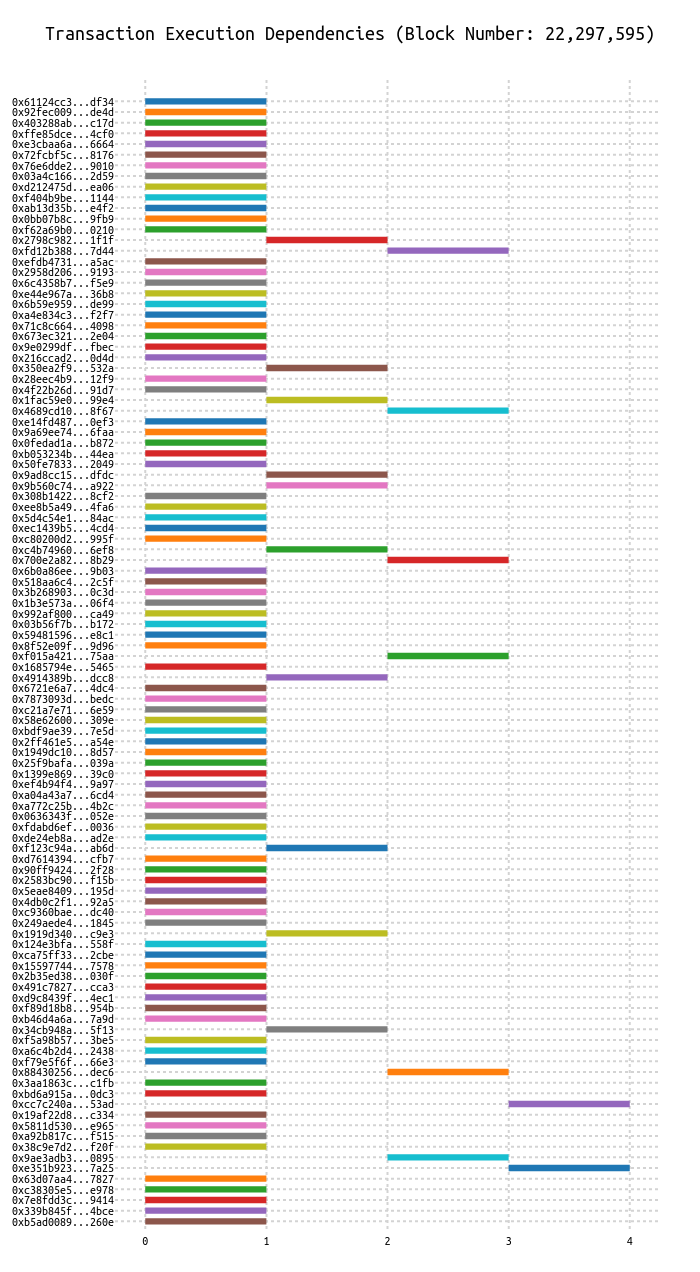 Transaction Execution Dependencies (Block Number: 22,297,595)
0x61124cc3...df34
0x92fec009...de4d
0x403288ab...c17d
0xffe85dce...4cf0
0xe3cbaa6a...6664
0x72fcbf5c...8176
0x76e6dde2...9010
0x03a4c166...2d59
0xd212475d...ea06
0xf404b9be...1144
0xab13d35b...e4f2
0x0bb07b8c...9fb9
0xf62a69b0...0210
0x2798c982...1f1f
0xfd12b388...7d44
0xefdb4731...a5ac
0x2958d206...9193
0x6c4358b7...f5e9
0xe44e967a...36b8
0x6b59e959...de99
0xa4e834c3...f2f7
0x71c8c664...4098
0x673ec321...2e04
0x9e0299df...fbec
0x216ccad2...0d4d
0x350ea2f9...532a
0x28eec4b9...12f9
0x4f22b26d...91d7
0x1fac59e0...99e4
0x4689cd10...8f67
0xe14fd487...0ef3
0x9a69ee74...6faa
0x0fedad1a...b872
0xb053234b...44ea
0x50fe7833...2049
0x9ad8cc15...dfdc
0x9b560c74...a922
0x308b1422...8cf2
0xee8b5a49...4fa6
0x5d4c54e1...84ac
0xec1439b5...4cd4
0xc80200d2...995f
0xc4b74960...6ef8
0x700e2a82...8b29
0x6b0a86ee...9b03
0x518aa6c4...2c5f
0x3b268903...0c3d
0x1b3e573a...06f4
0x992af800...ca49
0x03b56f7b...b172
0x59481596...e8c1
0x8f52e09f...9d96
0xf015a421...75aa
0x1685794e...5465
0x4914389b...dcc8
0x6721e6a7...4dc4
0x7873093d...bedc
0xc21a7e71...6e59
0x58e62600...309e
0xbdf9ae39...7e5d
0x2ff461e5...a54e
0x1949dc10...8d57
0x25f9bafa...039a
0x1399e869...39c0
0xef4b94f4...9a97
0xa04a43a7...6cd4
0xa772c25b...4b2c
0x0636343f...052e
0xfdabd6ef...0036
0xde24eb8a...ad2e
0xf123c94a...ab6d
0xd7614394...cfb7
0x90ff9424...2f28
0x2583bc90...f15b
0x5eae8409...195d
0x4db0c2f1...92a5
0xc9360bae...dc40
0x249aede4...1845
0x1919d340...c9e3
0x124e3bfa...558f
0xca75ff33...2cbe
0x15597744...7578
0x2b35ed38...030f
0x491c7827...cca3
0xd9c8439f...4ec1
0xf89d18b8...954b
0xb46d4a6a...7a9d
0x34cb948a...5f13
0xf5a98b57...3be5
0xa6c4b2d4...2438
0xf79e5f6f...66e3
0x88430256...dec6
0x3aa1863c...c1fb
0xbd6a915a...0dc3
0xcc7c240a...53ad
0x19af22d8...c334
0x5811d530...e965
0xa92b817c...f515
0x38c9e7d2...f20f
0x9ae3adb3...0895
0xe351b923...7a25
0x63d07aa4...7827
0xc38305e5...e978
0x7e8fdd3c...9414
0x339b845f...4bce
0xb5ad0089...260e
0 1 2 3 4